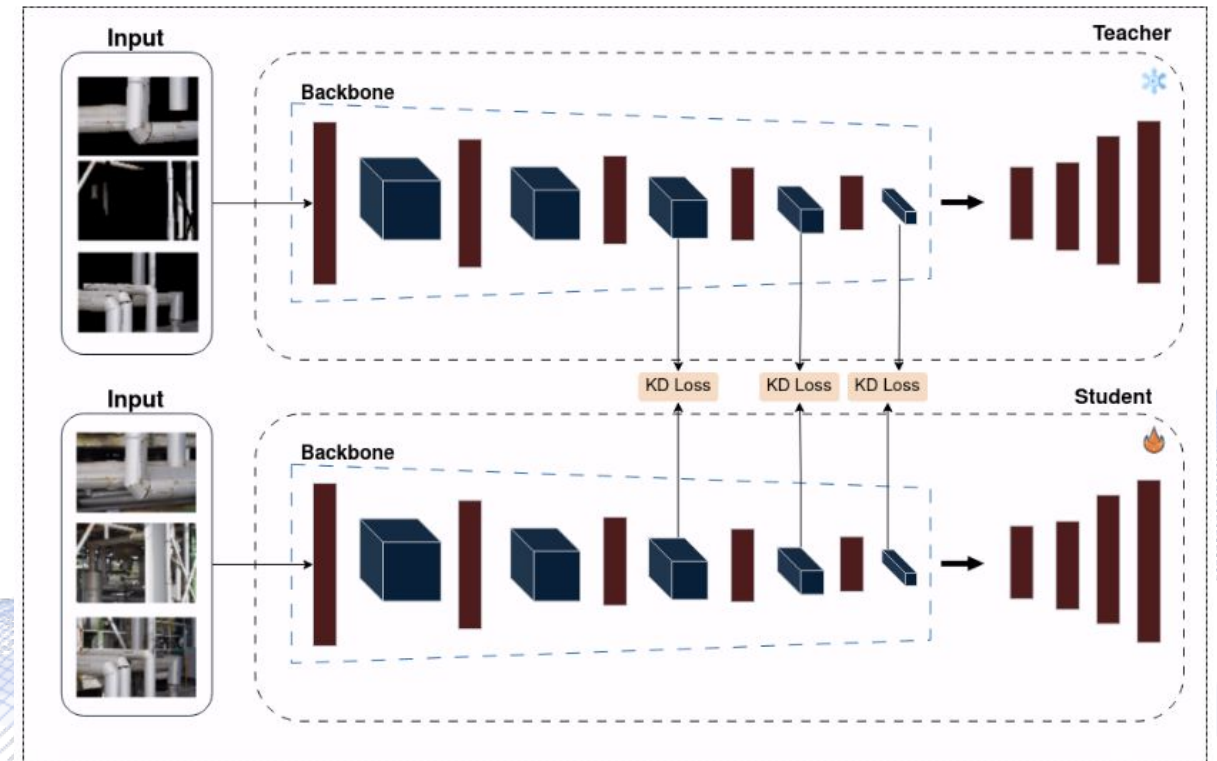 Input
Teacher
Backbone
KD Loss
KD Loss
KD Loss
Input
Student
Backbone